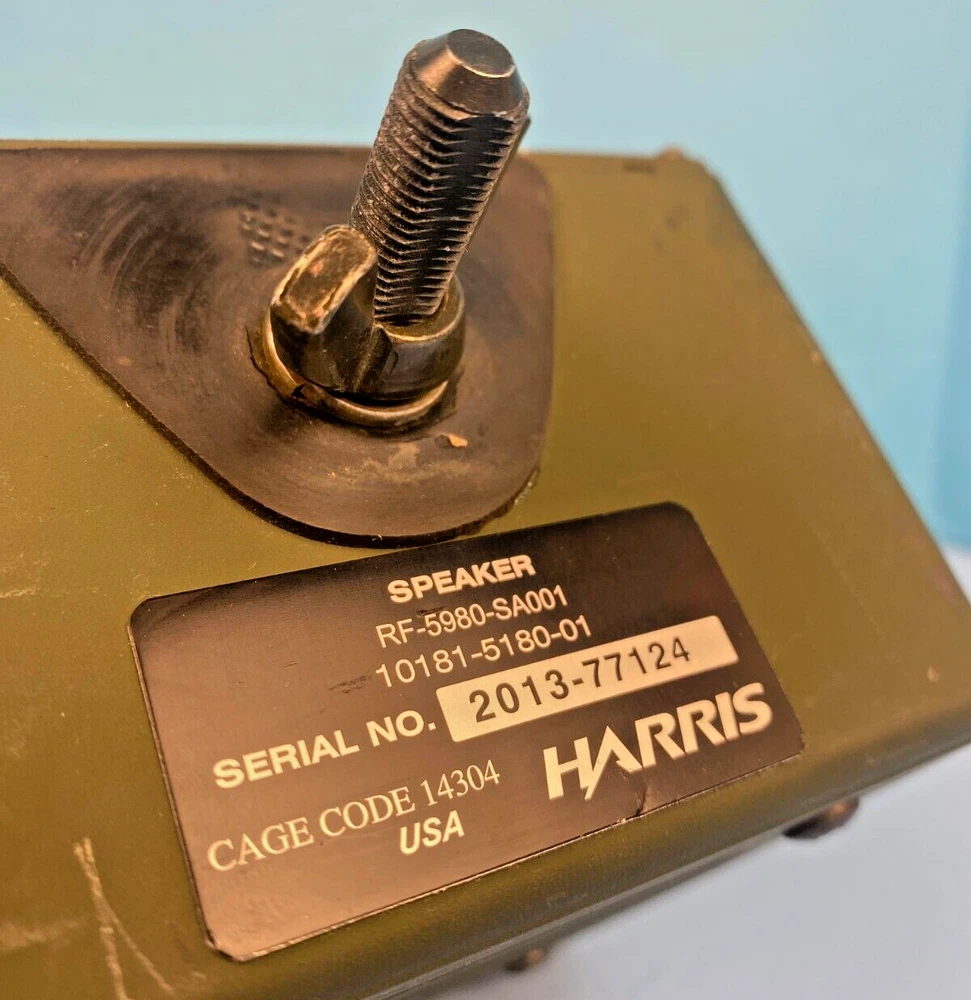 SPEAKER
RF-5980-SA001
10181-5180-01
SERIAL NO. 2013-77124
CAGE CODE 14304
HARRIS
USA